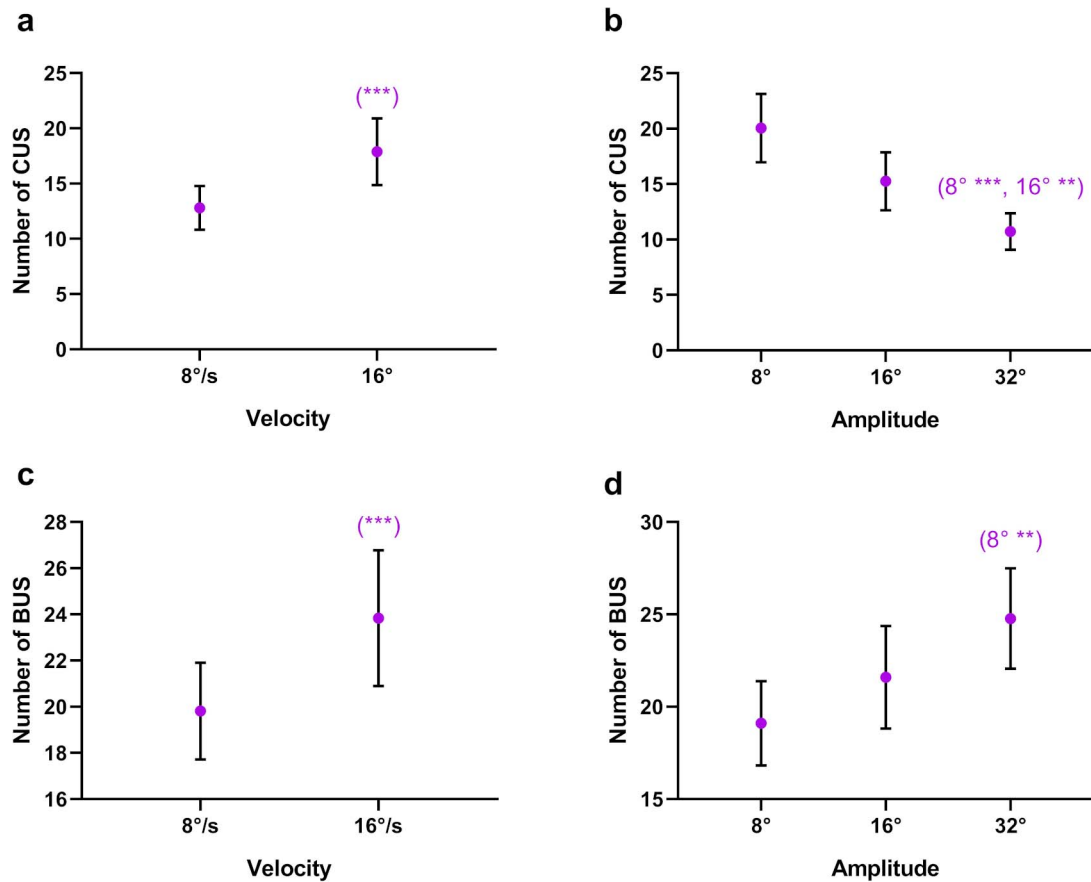 a
25
20
15
10
5
0
Number of CUS
(***)
8°/s
16°
Velocity
b
25
20
15
10
5
0
Number of CUS
(8° ***, 16° **)
8°
16°
32°
Amplitude
c
28
26
24
22
20
18
16
Number of BUS
(***)
8°/s
16°/s
Velocity
d
30
25
20
15
Number of BUS
(8° **)
8°
16°
32°
Amplitude